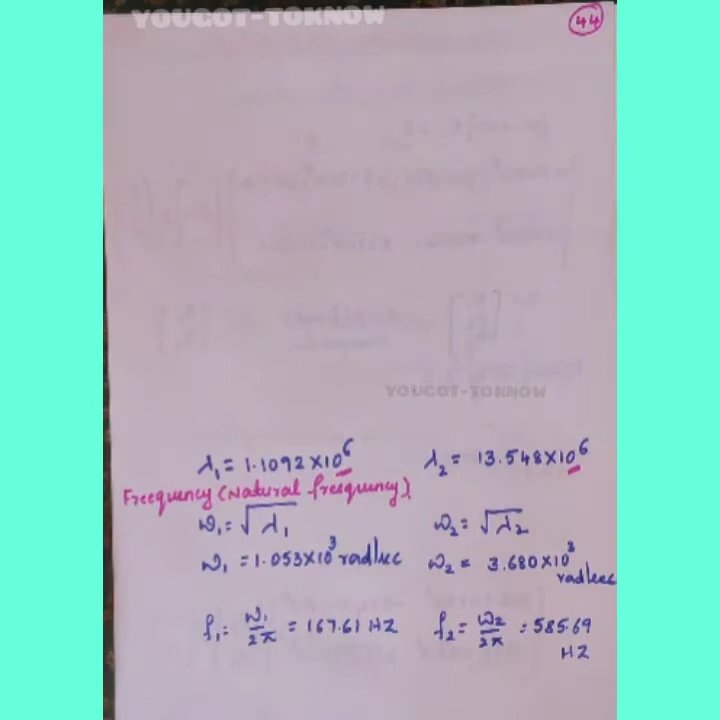 YOUGOT-TOKNOW
44
YOUGOT-TOKNOW
λ₁ = 1.1092×10⁶ λ₂ = 13.548×10⁶
Freequency (Natural freequency).
ω₁ = √λ₁ ω₂ = √λ₂
ω₁ = 1.053×10³ rad/sec ω₂ = 3.680×10³ rad/sec
f₁ = ω₁/2π = 167.61 HZ f₂ = ω₂/2π = 585.69
HZ